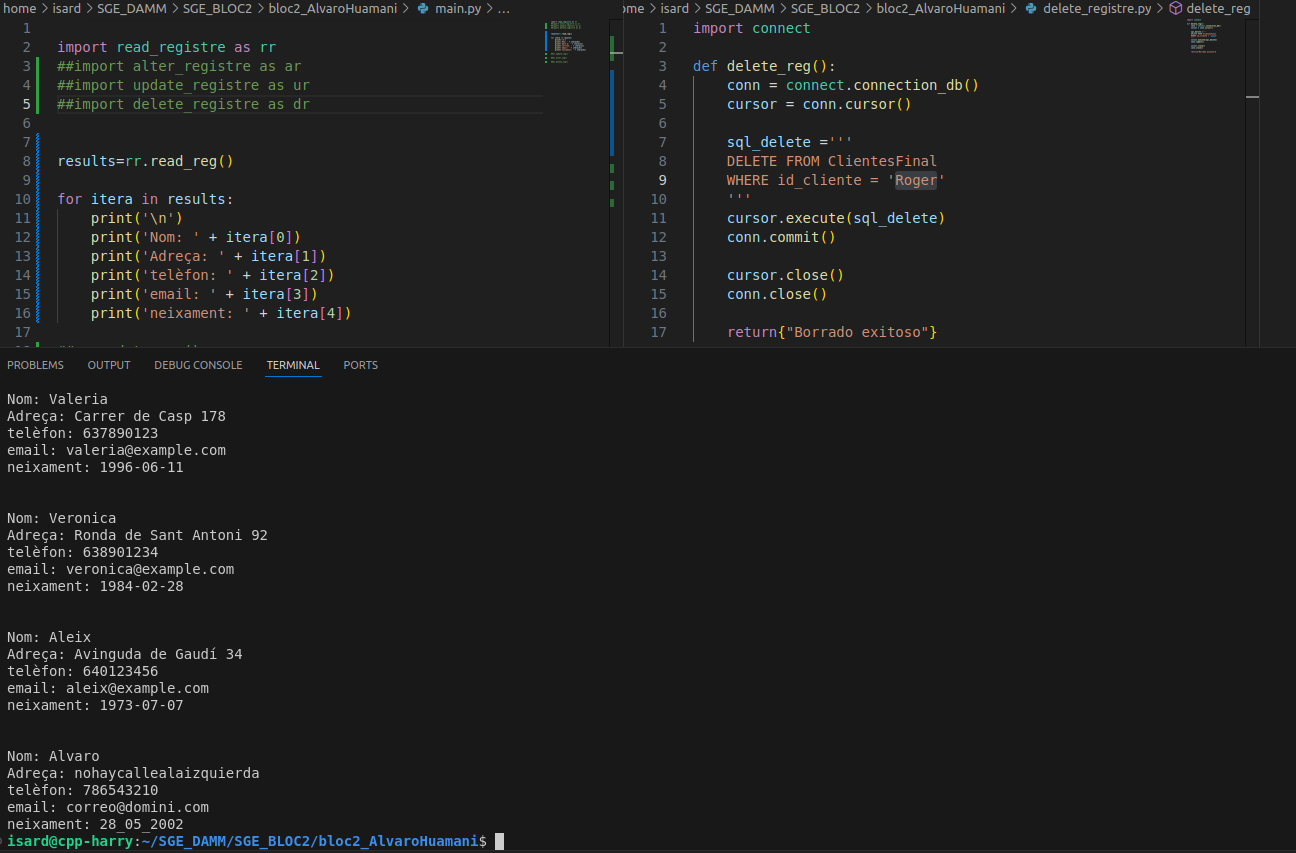 home > isard > SGE_DAMM > SGE_BLOC2 > bloc2_AlvaroHuamani > main.py > ...
1
2 import read_registre as rr
3 ##import alter_registre as ar
4 ##import update_registre as ur
5 ##import delete_registre as dr
6
7
8 results=rr.read_reg()
9
10 for itera in results:
11 print('\n')
12 print('Nom: ' + itera[0])
13 print('Adreça: ' + itera[1])
14 print('telèfon: ' + itera[2])
15 print('email: ' + itera[3])
16 print('neixament: ' + itera[4])
17
ome > isard > SGE_DAMM > SGE_BLOC2 > bloc2_AlvaroHuamani > delete_registre.py > delete_reg
1 import connect
2
3 def delete_reg():
4 conn = connect.connection_db()
5 cursor = conn.cursor()
6
7 sql_delete ='''
8 DELETE FROM ClientesFinal
9 WHERE id_cliente = 'Roger'
10 '''
11 cursor.execute(sql_delete)
12 conn.commit()
13
14 cursor.close()
15 conn.close()
16
17 return{"Borrado exitoso"}
PROBLEMS OUTPUT DEBUG CONSOLE TERMINAL PORTS
Nom: Valeria
Adreça: Carrer de Casp 178
telèfon: 637890123
email: valeria@example.com
neixament: 1996-06-11
Nom: Veronica
Adreça: Ronda de Sant Antoni 92
telèfon: 638901234
email: veronica@example.com
neixament: 1984-02-28
Nom: Aleix
Adreça: Avinguda de Gaudí 34
telèfon: 640123456
email: aleix@example.com
neixament: 1973-07-07
Nom: Alvaro
Adreça: nohaycallealaizquierda
telèfon: 786543210
email: correo@domini.com
neixament: 28_05_2002
isard@cpp-harry:~/SGE_DAMM/SGE_BLOC2/bloc2_AlvaroHuamani$